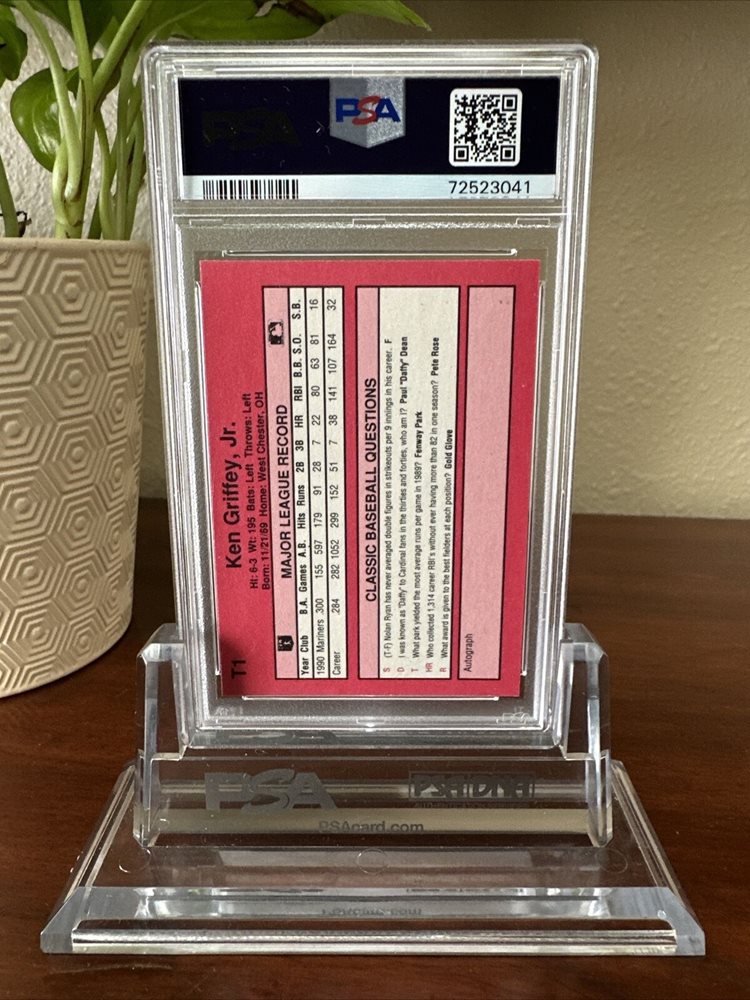 PSA
PSA
72523041
T1
Ken Griffey, Jr.
Ht: 6-3 Wt: 195 Bats: Left Throws: Left
Born: 11/21/69 Home: West Chester, OH
MAJOR LEAGUE RECORD
Year Club B.A. Games A.B. Hits Runs 2B 3B HR RBI B.B. S.O. S.B.
1990 Mariners .300 155 597 179 91 28 7 22 80 63 81 16
Career .284 282 1052 299 152 51 7 38 141 107 164 32
CLASSIC BASEBALL QUESTIONS
S (T-F) Nolan Ryan has never averaged double figures in strikeouts per 9 innings in his career. F
D I was known as "Daffy" to Cardinal fans in the thirties and forties, who am I? Paul "Daffy" Dean
T What park yielded the most average runs per game in 1989? Fenway Park
HR Who collected 1,314 career RBI's without ever having more than 82 in one season? Pete Rose
R What award is given to the best fielders at each position? Gold Glove
Autograph
PSA PSA/DNA
PSAcard.com